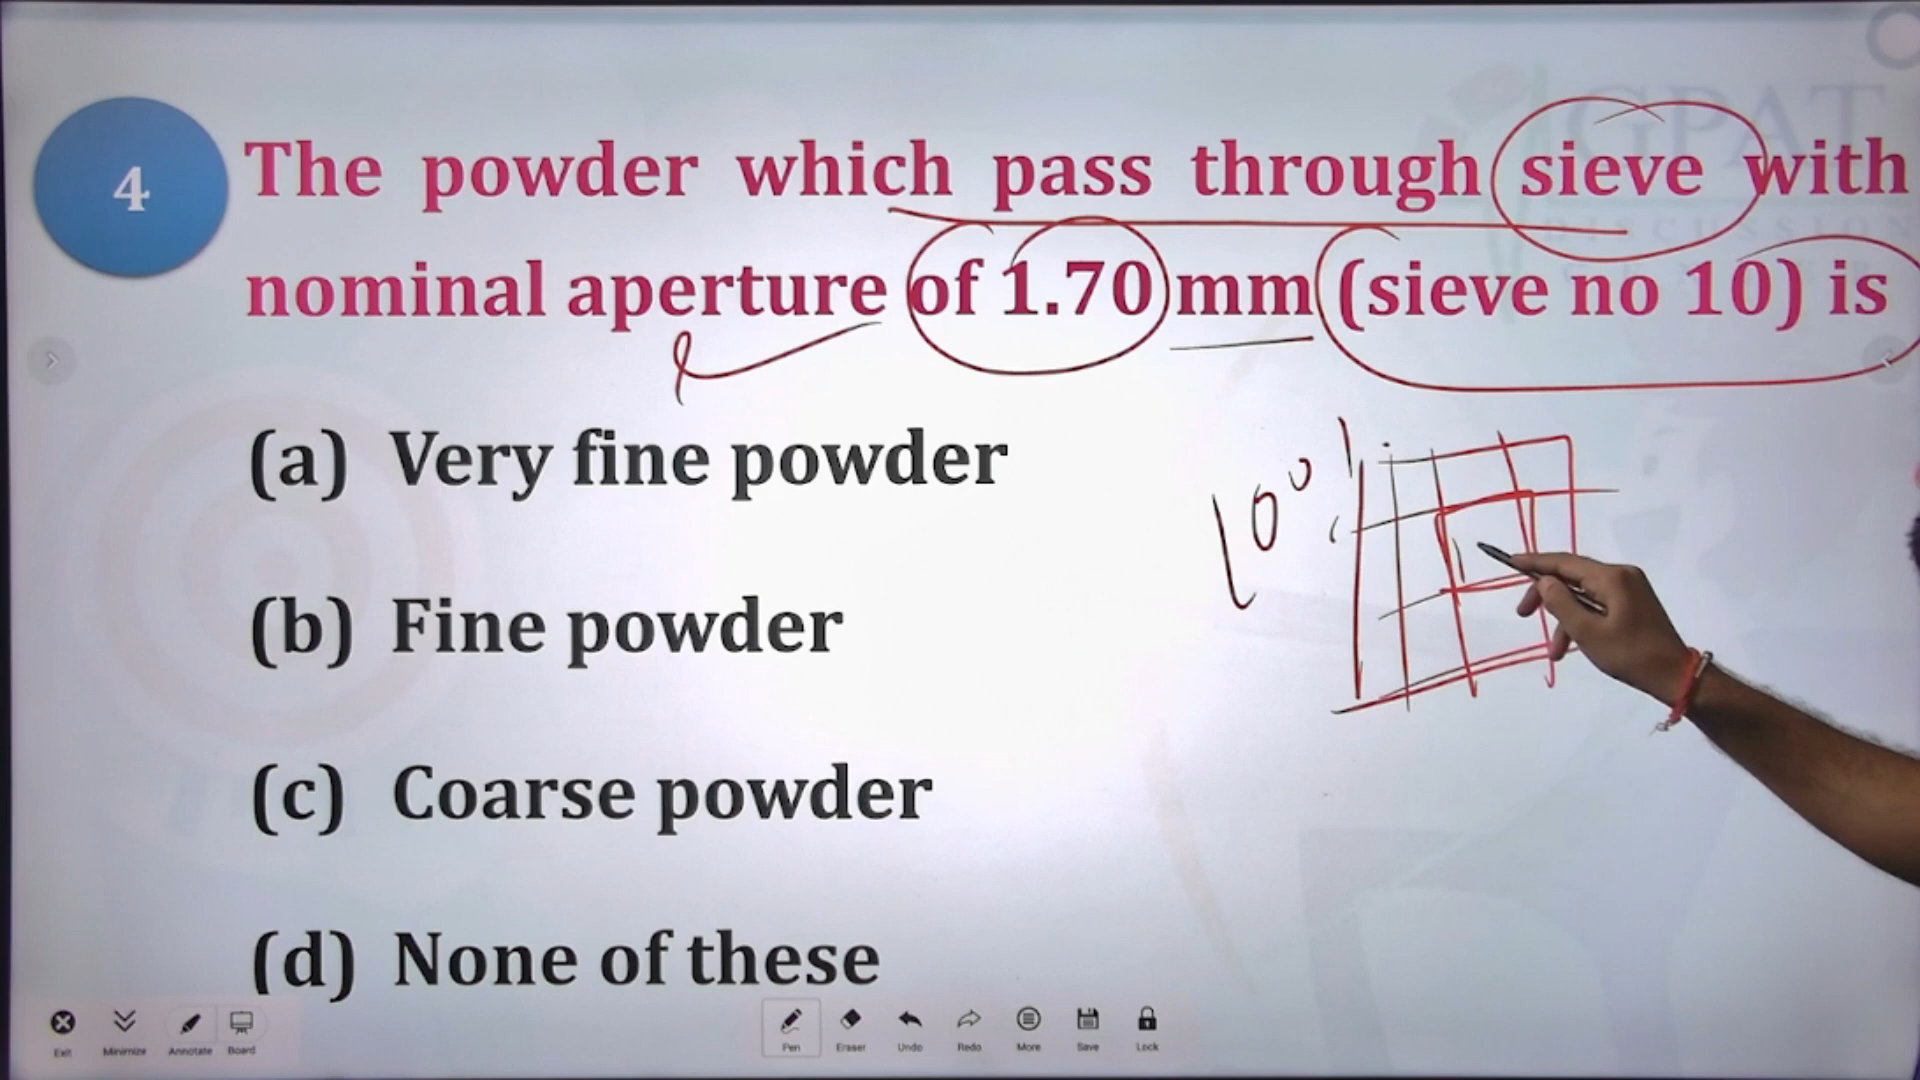 GPAT
DISCUSSION
4
The powder which pass through sieve with
nominal aperture of 1.70 mm (sieve no 10) is
(a) Very fine powder
(b) Fine powder
(c) Coarse powder
(d) None of these
Exit Minimize Annotate Board Pen Eraser Undo Redo More Save Lock